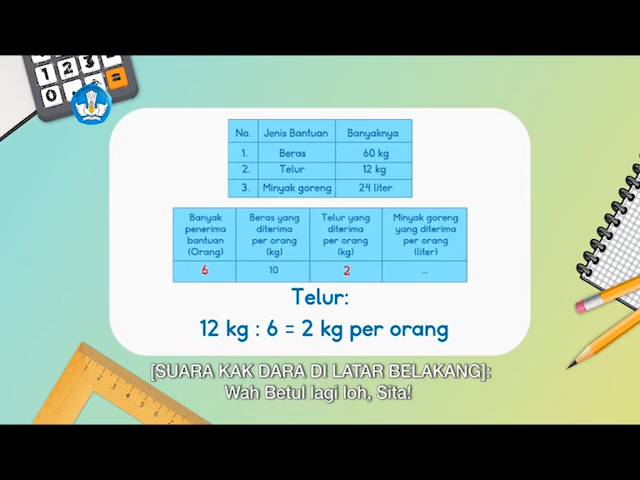 No. Jenis Bantuan Banyaknya
1. Beras 60 kg
2. Telur 12 kg
3. Minyak goreng 24 liter
Banyak penerima bantuan (Orang) Beras yang diterima per orang (kg) Telur yang diterima per orang (kg) Minyak goreng yang diterima per orang (liter)
6 10 2 ...
Telur:
12 kg : 6 = 2 kg per orang
[SUARA KAK DARA DI LATAR BELAKANG]:
Wah Betul lagi loh, Sita!